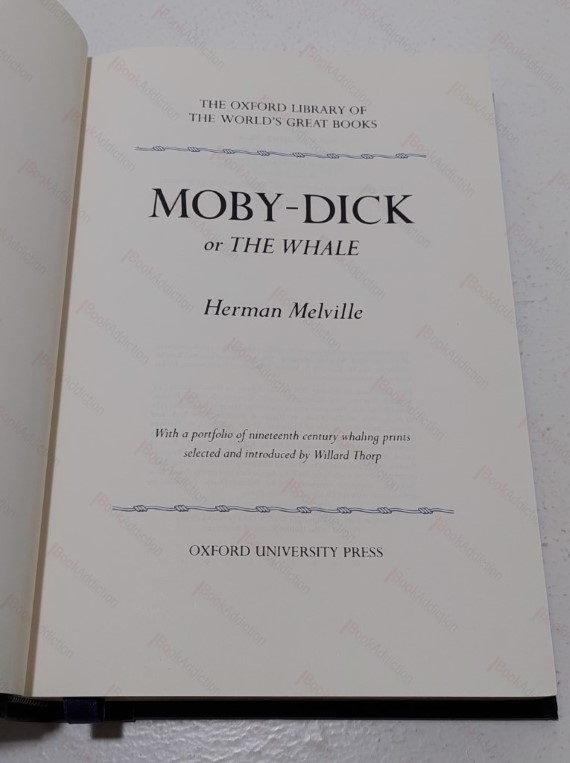 THE OXFORD LIBRARY OF
THE WORLD'S GREAT BOOKS
MOBY-DICK
or THE WHALE
Herman Melville
With a portfolio of nineteenth century whaling prints
selected and introduced by Willard Thorp
OXFORD UNIVERSITY PRESS
BookAddiction